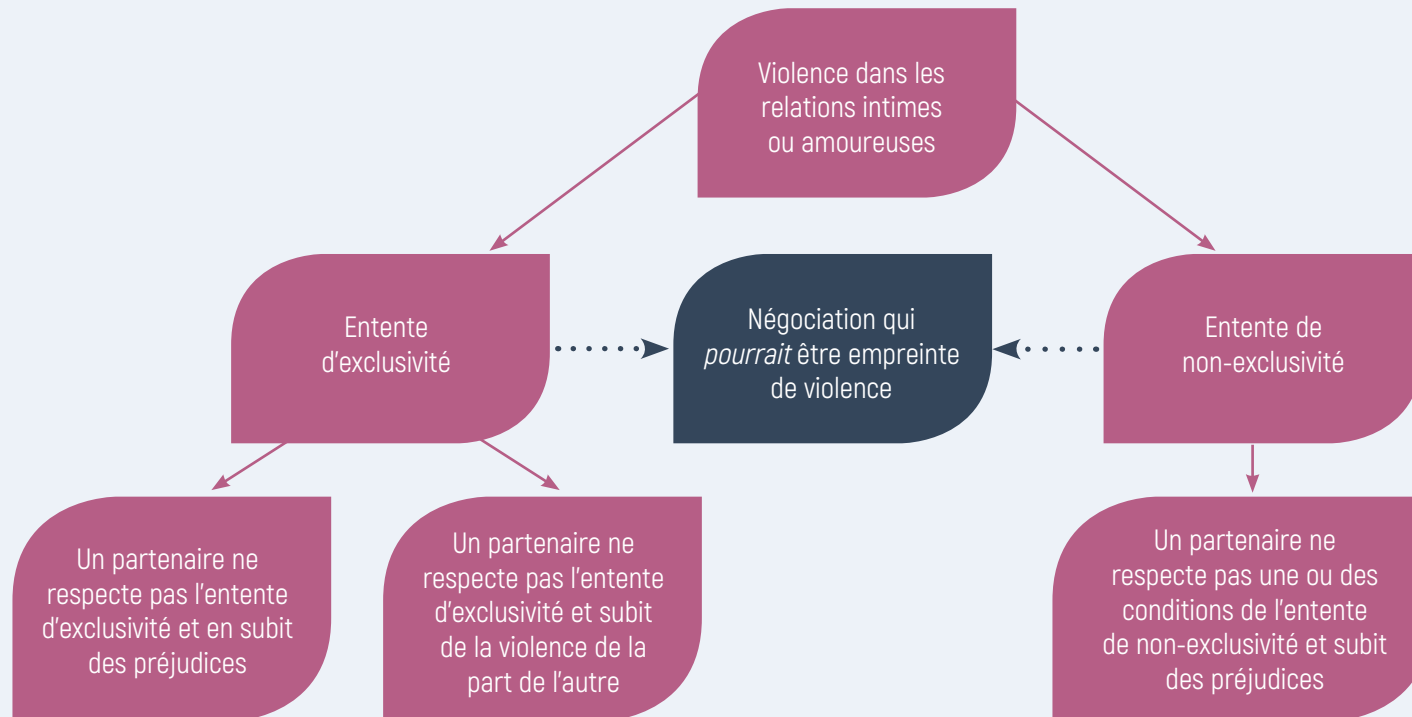 Violence dans les
relations intimes
ou amoureuses
Entente
d'exclusivité
Négociation qui
pourrait être empreinte
de violence
Entente de
non-exclusivité
Un partenaire ne
respecte pas l'entente
d'exclusivité et en subit
des préjudices
Un partenaire ne
respecte pas l'entente
d'exclusivité et subit
de la violence de la
part de l'autre
Un partenaire ne
respecte pas une ou des
conditions de l'entente
de non-exclusivité et subit
des préjudices